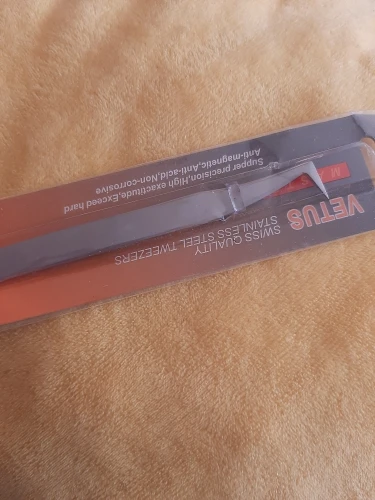 VETUS
SWISS QUALITY
STAINLESS STEEL TWEEZERS
Supper precision,High exactitude,Exceed hard
Anti-magnetic,Anti-acid,Non-corrosive